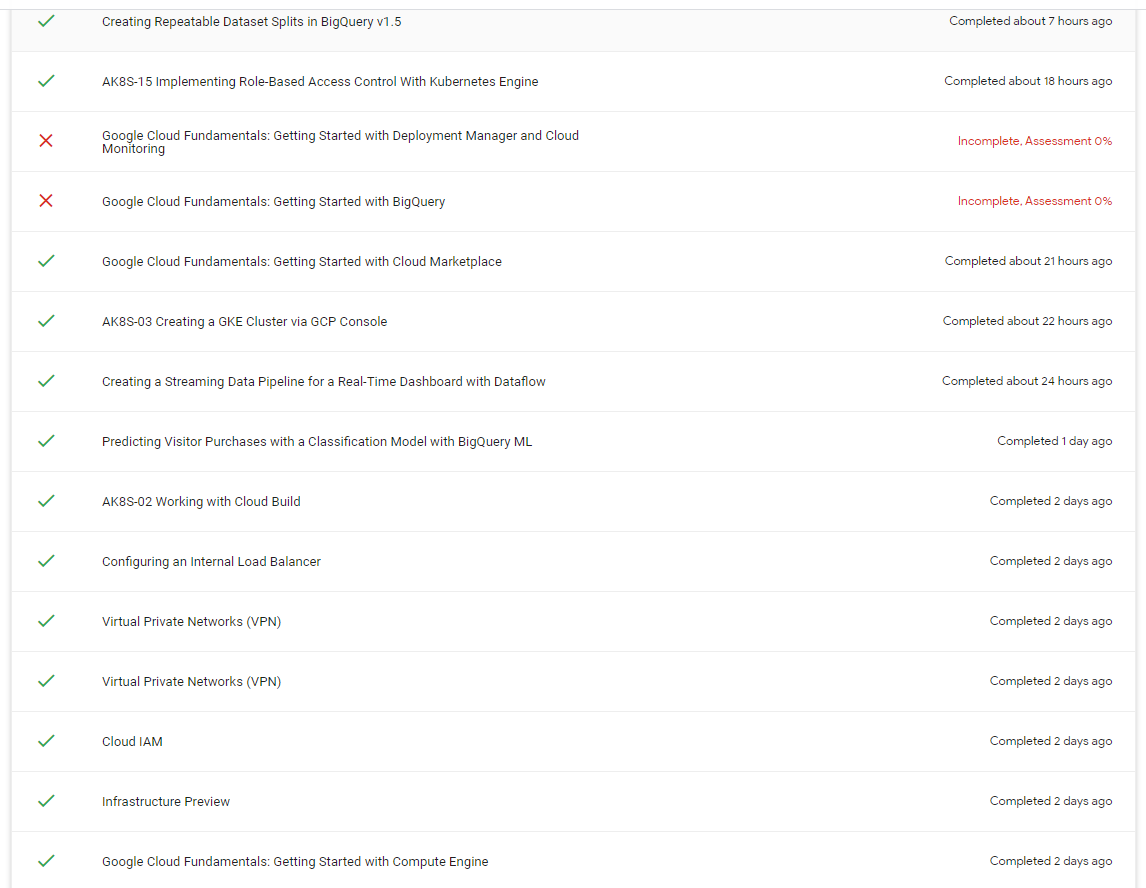 Creating Repeatable Dataset Splits in BigQuery v1.5 Completed about 7 hours ago
AK8S-15 Implementing Role-Based Access Control With Kubernetes Engine Completed about 18 hours ago
Google Cloud Fundamentals: Getting Started with Deployment Manager and Cloud
Monitoring Incomplete, Assessment 0%
Google Cloud Fundamentals: Getting Started with BigQuery Incomplete, Assessment 0%
Google Cloud Fundamentals: Getting Started with Cloud Marketplace Completed about 21 hours ago
AK8S-03 Creating a GKE Cluster via GCP Console Completed about 22 hours ago
Creating a Streaming Data Pipeline for a Real-Time Dashboard with Dataflow Completed about 24 hours ago
Predicting Visitor Purchases with a Classification Model with BigQuery ML Completed 1 day ago
AK8S-02 Working with Cloud Build Completed 2 days ago
Configuring an Internal Load Balancer Completed 2 days ago
Virtual Private Networks (VPN) Completed 2 days ago
Virtual Private Networks (VPN) Completed 2 days ago
Cloud IAM Completed 2 days ago
Infrastructure Preview Completed 2 days ago
Google Cloud Fundamentals: Getting Started with Compute Engine Completed 2 days ago